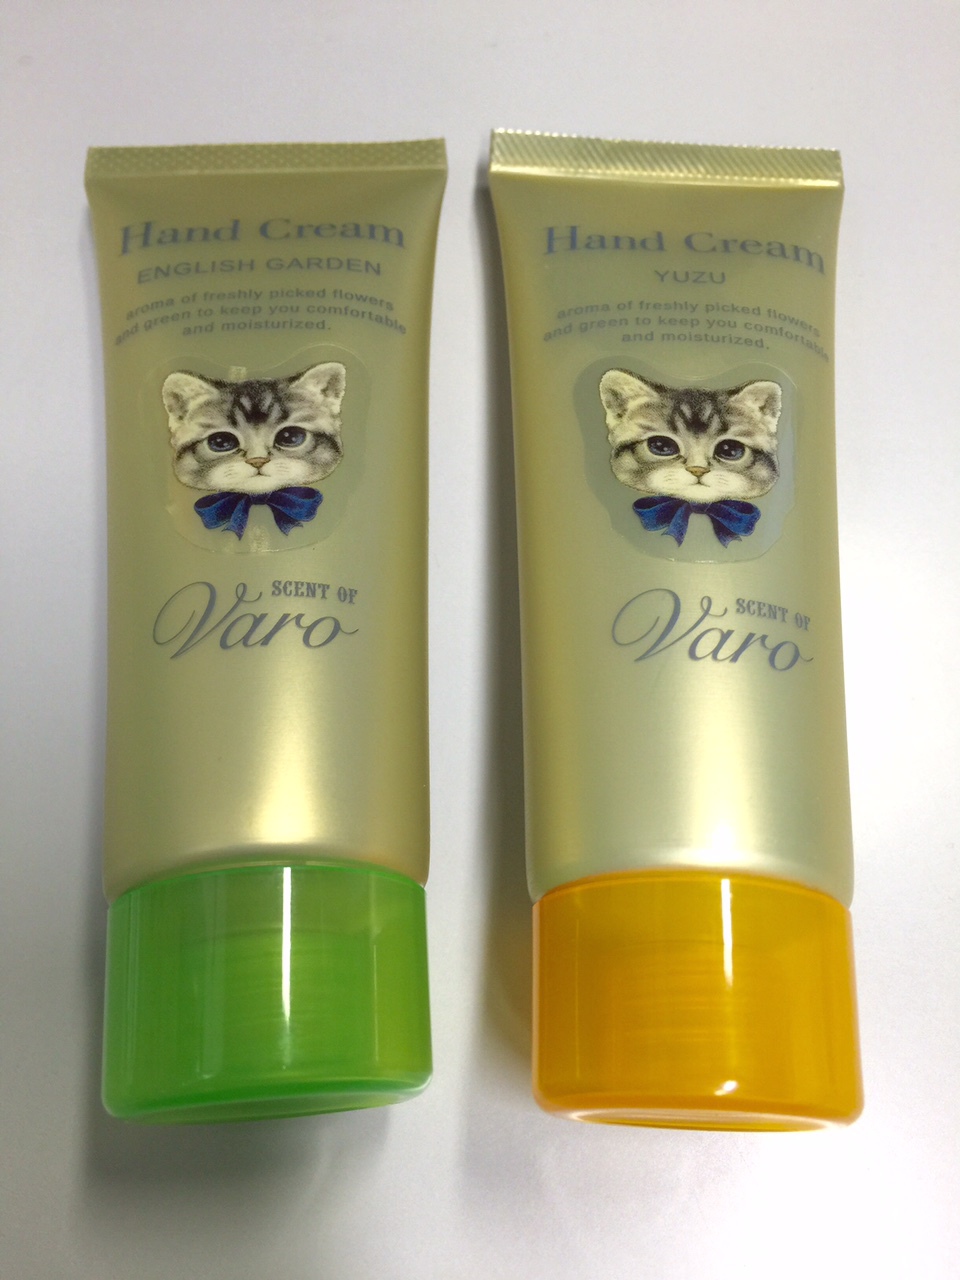 Hand Cream
ENGLISH GARDEN
aroma of freshly picked flowers
and green to keep you comfortable
and moisturized.
SCENT OF
Varo
Hand Cream
YUZU
aroma of freshly picked flowers
and green to keep you comfortable
and moisturized.
SCENT OF
Varo